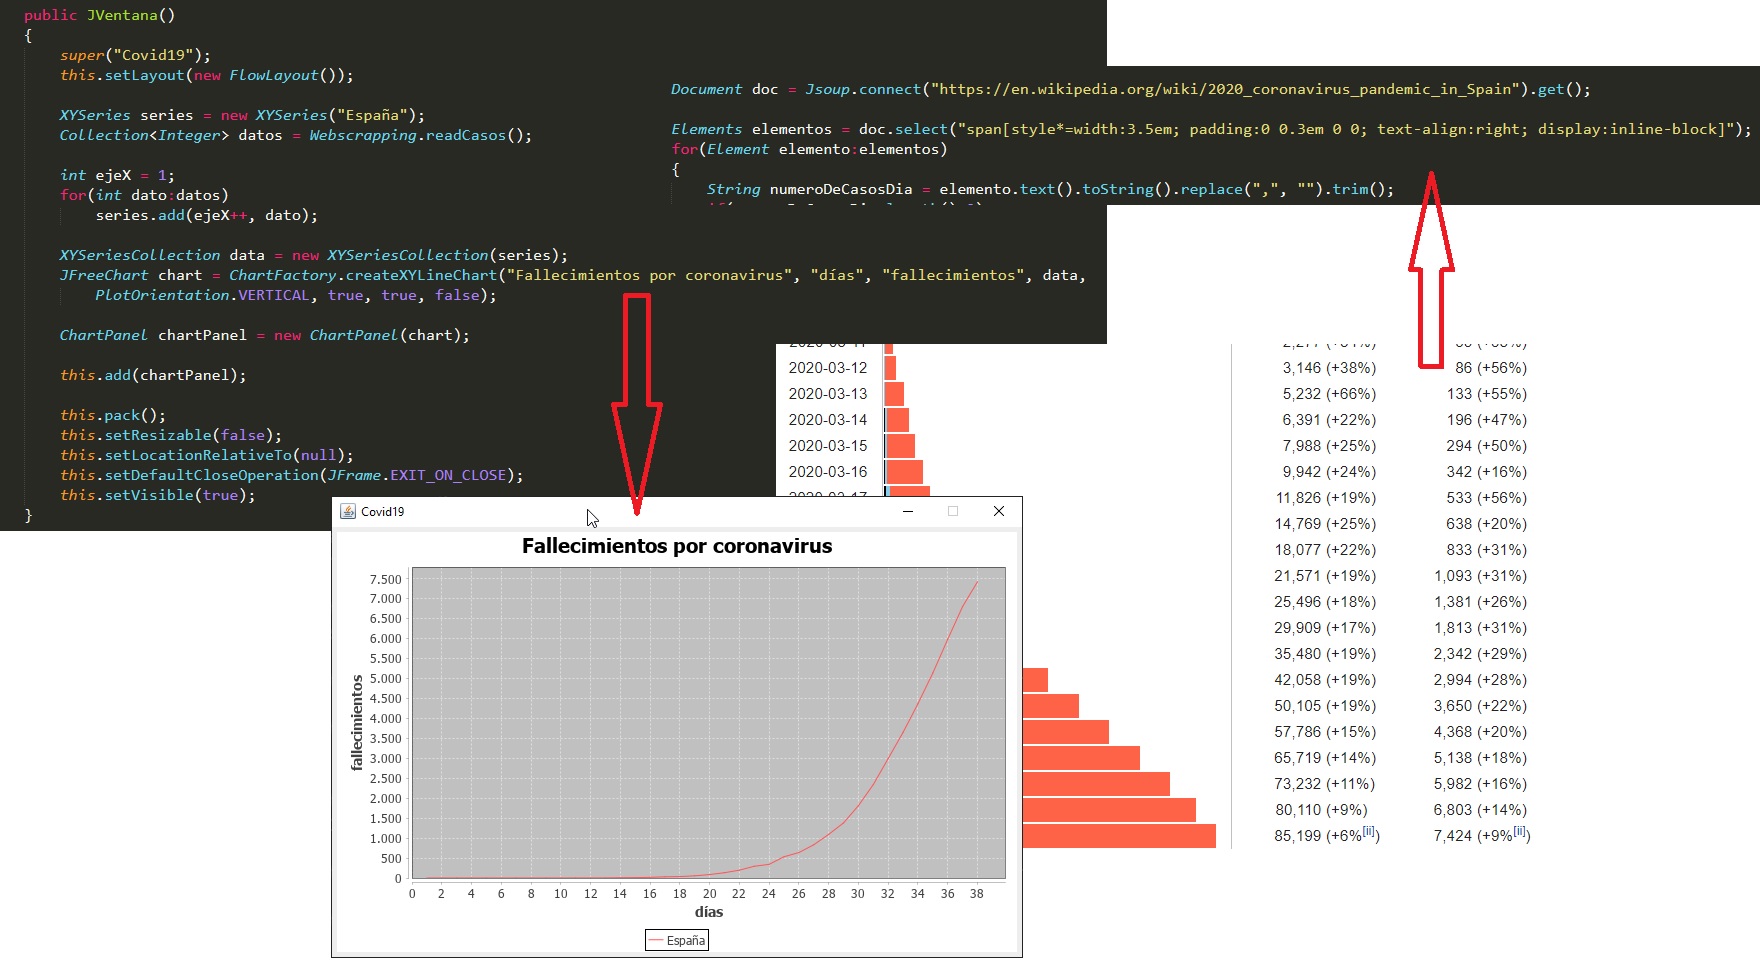 public JVentana()
{
super("Covid19");
this.setLayout(new FlowLayout());
XYSeries series = new XYSeries("España");
Collection<Integer> datos = Webscrapping.readCasos();
int ejeX = 1;
for(int dato:datos)
series.add(ejeX++, dato);
XYSeriesCollection data = new XYSeriesCollection(series);
JFreeChart chart = ChartFactory.createXYLineChart("Fallecimientos por coronavirus", "días", "fallecimientos", data,
PlotOrientation.VERTICAL, true, true, false);
ChartPanel chartPanel = new ChartPanel(chart);
this.add(chartPanel);
this.pack();
this.setResizable(false);
this.setLocationRelativeTo(null);
this.setDefaultCloseOperation(JFrame.EXIT_ON_CLOSE);
this.setVisible(true);
}
Document doc = Jsoup.connect("https://en.wikipedia.org/wiki/2020_coronavirus_pandemic_in_Spain").get();
Elements elementos = doc.select("span[style*=width:3.5em; padding:0 0.3em 0 0; text-align:right; display:inline-block]");
for(Element elemento:elementos)
{
String numeroDeCasosDia = elemento.text().toString().replace(",", "").trim();
2020-03-12 3,146 (+38%) 86 (+56%)
2020-03-13 5,232 (+66%) 133 (+55%)
2020-03-14 6,391 (+22%) 196 (+47%)
2020-03-15 7,988 (+25%) 294 (+50%)
2020-03-16 9,942 (+24%) 342 (+16%)
2020-03-17 11,826 (+19%) 533 (+56%)
14,769 (+25%) 638 (+20%)
18,077 (+22%) 833 (+31%)
21,571 (+19%) 1,093 (+31%)
25,496 (+18%) 1,381 (+26%)
29,909 (+17%) 1,813 (+31%)
35,480 (+19%) 2,342 (+29%)
42,058 (+19%) 2,994 (+28%)
50,105 (+19%) 3,650 (+22%)
57,786 (+15%) 4,368 (+20%)
65,719 (+14%) 5,138 (+18%)
73,232 (+11%) 5,982 (+16%)
80,110 (+9%) 6,803 (+14%)
85,199 (+6%[ii]) 7,424 (+9%[ii])
Covid19
Fallecimientos por coronavirus
fallecimientos
7.500
7.000
6.500
6.000
5.500
5.000
4.500
4.000
3.500
3.000
2.500
2.000
1.500
1.000
500
0
0 2 4 6 8 10 12 14 16 18 20 22 24 26 28 30 32 34 36 38
días
España